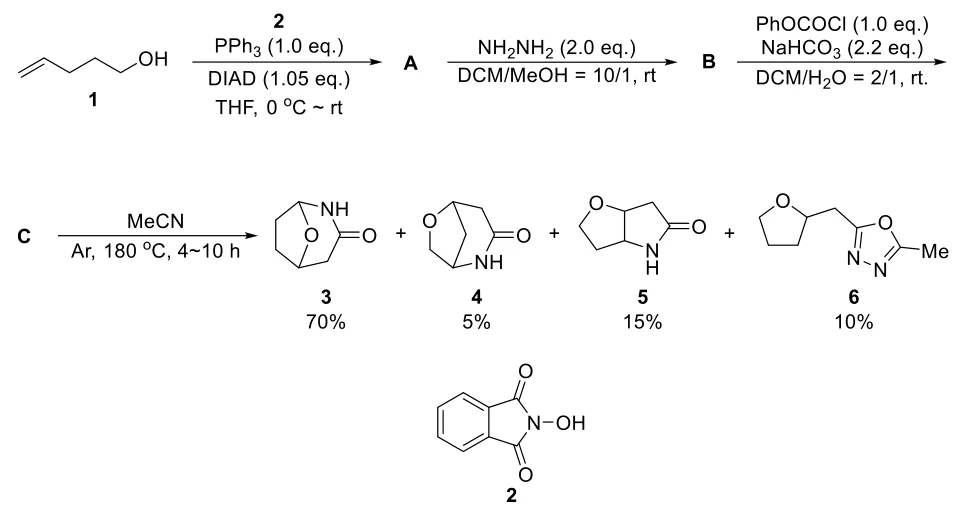 2
PPh3 (1.0 eq.)
DIAD (1.05 eq.)
THF, 0 ºC ~ rt
OH
1
A
NH2NH2 (2.0 eq.)
DCM/MeOH = 10/1, rt
B
PhOCOCl (1.0 eq.)
NaHCO3 (2.2 eq.)
DCM/H2O = 2/1, rt.
C
MeCN
Ar, 180 ºC, 4~10 h
NH
O
O
3
70%
+
O
O
NH
4
5%
+
O
O
N
H
5
15%
+
O
O
N
N
Me
6
10%
O
N
OH
O
2